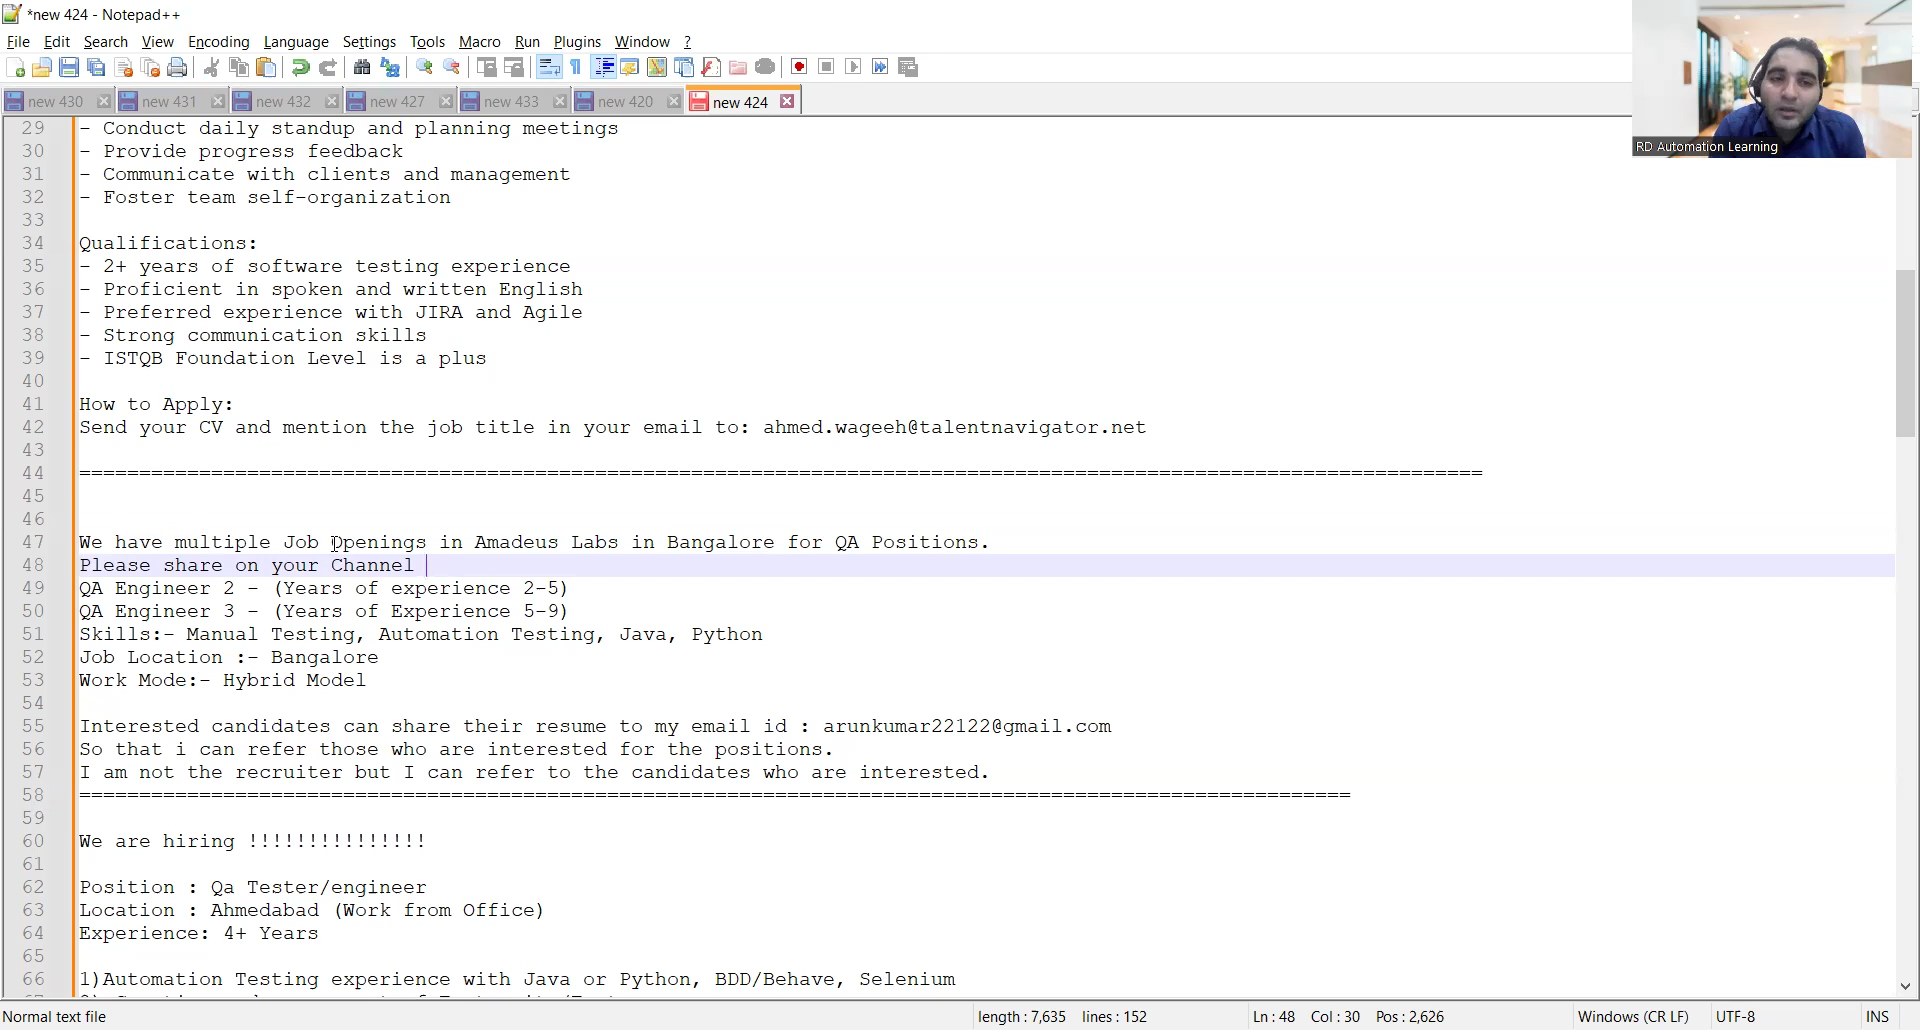 *new 424 - Notepad++
File Edit Search View Encoding Language Settings Tools Macro Run Plugins Window ?
new 430 new 431 new 432 new 427 new 433 new 420 new 424
RD Automation Learning
29 - Conduct daily standup and planning meetings
30 - Provide progress feedback
31 - Communicate with clients and management
32 - Foster team self-organization
33
34 Qualifications:
35 - 2+ years of software testing experience
36 - Proficient in spoken and written English
37 - Preferred experience with JIRA and Agile
38 - Strong communication skills
39 - ISTQB Foundation Level is a plus
40
41 How to Apply:
42 Send your CV and mention the job title in your email to: ahmed.wageeh@talentnavigator.net
43
44 =====================================================================================================================
45
46
47 We have multiple Job Openings in Amadeus Labs in Bangalore for QA Positions.
48 Please share on your Channel
49 QA Engineer 2 - (Years of experience 2-5)
50 QA Engineer 3 - (Years of Experience 5-9)
51 Skills:- Manual Testing, Automation Testing, Java, Python
52 Job Location :- Bangalore
53 Work Mode:- Hybrid Model
54
55 Interested candidates can share their resume to my email id : arunkumar22122@gmail.com
56 So that i can refer those who are interested for the positions.
57 I am not the recruiter but I can refer to the candidates who are interested.
58 ==========================================================================================================
59
60 We are hiring !!!!!!!!!!!!!!!
61
62 Position : Qa Tester/engineer
63 Location : Ahmedabad (Work from Office)
64 Experience: 4+ Years
65
66 1)Automation Testing experience with Java or Python, BDD/Behave, Selenium
Normal text file length : 7,635 lines : 152 Ln : 48 Col : 30 Pos : 2,626 Windows (CR LF) UTF-8 INS